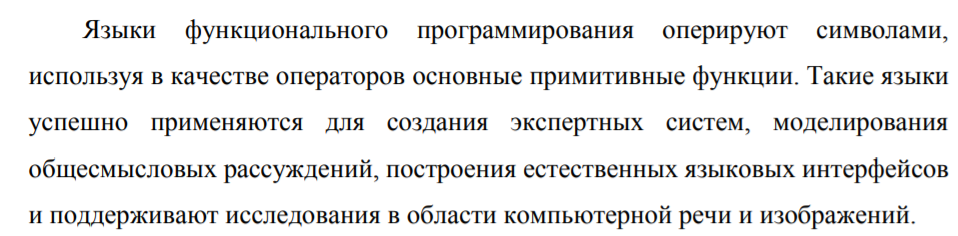 Языки функционального программирования оперируют символами,
используя в качестве операторов основные примитивные функции. Такие языки
успешно применяются для создания экспертных систем, моделирования
общесмысловых рассуждений, построения естественных языковых интерфейсов
и поддерживают исследования в области компьютерной речи и изображений.